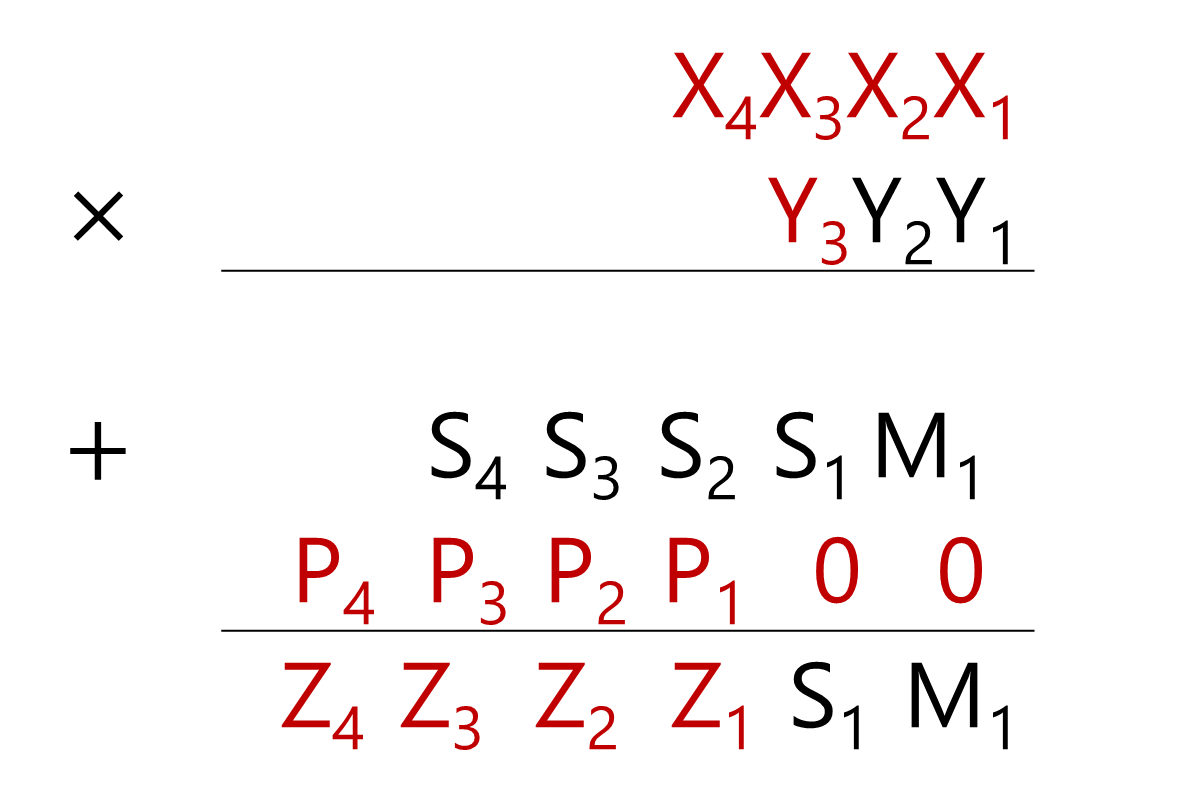 X₄X₃X₂X₁
× Y₃Y₂Y₁
+ S₄ S₃ S₂ S₁ M₁
P₄ P₃ P₂ P₁ 0 0
Z₄ Z₃ Z₂ Z₁ S₁ M₁